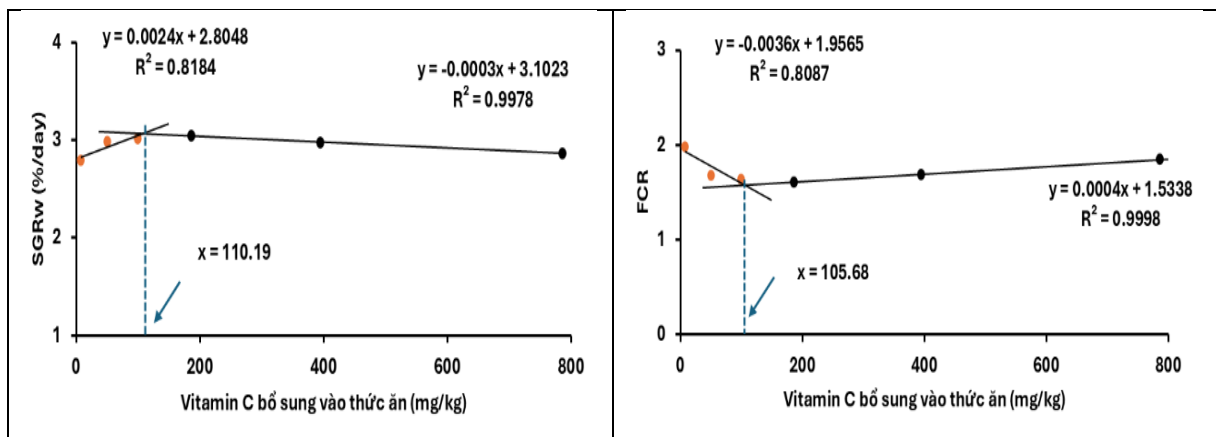 y = 0.0024x + 2.8048
R² = 0.8184
y = -0.0003x + 3.1023
R² = 0.9978
4
3
2
1
SGRw (%/day)
x = 110.19
0
200
400
600
800
Vitamin C bổ sung vào thức ăn (mg/kg)
y = -0.0036x + 1.9565
R² = 0.8087
3
2
1
0
FCR
y = 0.0004x + 1.5338
R² = 0.9998
x = 105.68
0
200
400
600
800
Vitamin C bổ sung vào thức ăn (mg/kg)